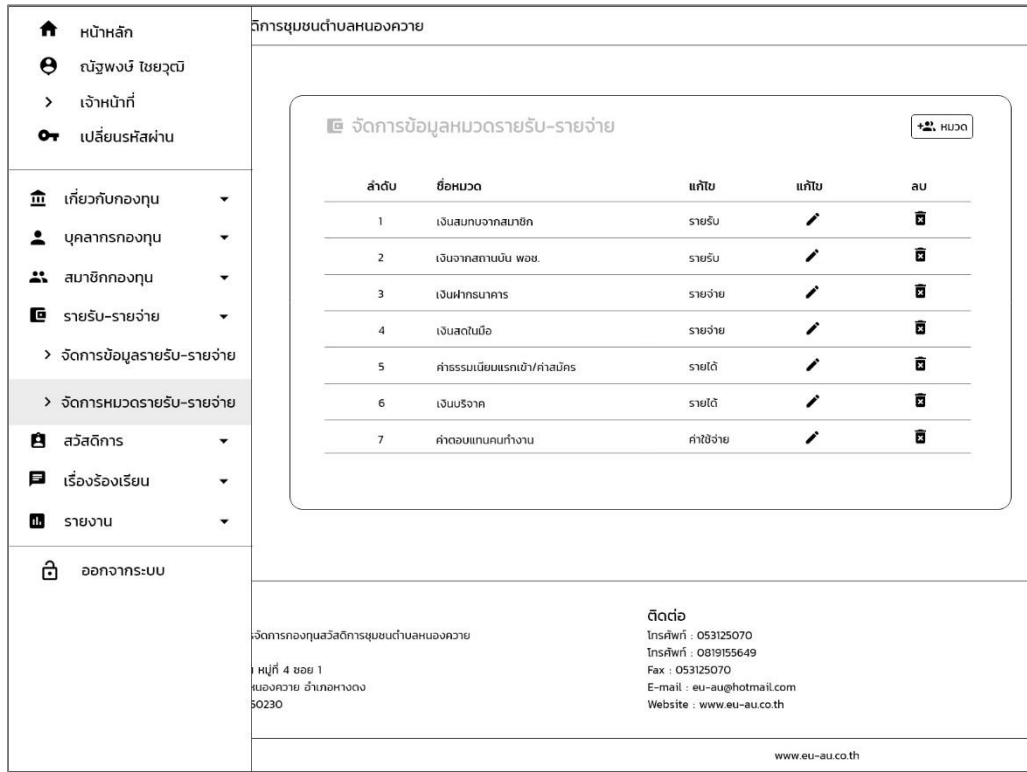 หน้าหลัก
ณัฐพงษ์ ไชยวุฒิ
เจ้าหน้าที่
เปลี่ยนรหัสผ่าน
เกี่ยวกับกองทุน
บุคลากรกองทุน
สมาชิกกองทุน
รายรับ-รายจ่าย
จัดการข้อมูลรายรับ-รายจ่าย
จัดการหมวดรายรับ-รายจ่าย
สวัสดิการ
เรื่องร้องเรียน
รายงาน
ออกจากระบบ
ดิการชุมชนตำบลหนองควาย
จัดการข้อมูลหมวดรายรับ-รายจ่าย
หมวด
ลำดับ ชื่อหมวด แก้ไข แก้ไข ลบ
1 เงินสมทบจากสมาชิก รายรับ
2 เงินจากสถานบัน พอช. รายรับ
3 เงินฝากธนาคาร รายจ่าย
4 เงินสดในมือ รายจ่าย
5 ค่าธรรมเนียมแรกเข้า/ค่าสมัคร รายได้
6 เงินบริจาค รายได้
7 ค่าตอบแทนคนทำงาน ค่าใช้จ่าย
จัดการกองทุนสวัสดิการชุมชนตำบลหนองควาย
หมู่ที่ 4 ซอย 1
หนองควาย อำเภอหางดง
50230
ติดต่อ
โทรศัพท์ : 053125070
โทรศัพท์ : 0819155649
Fax : 053125070
E-mail : eu-au@hotmail.com
Website : www.eu-au.co.th
www.eu-au.co.th